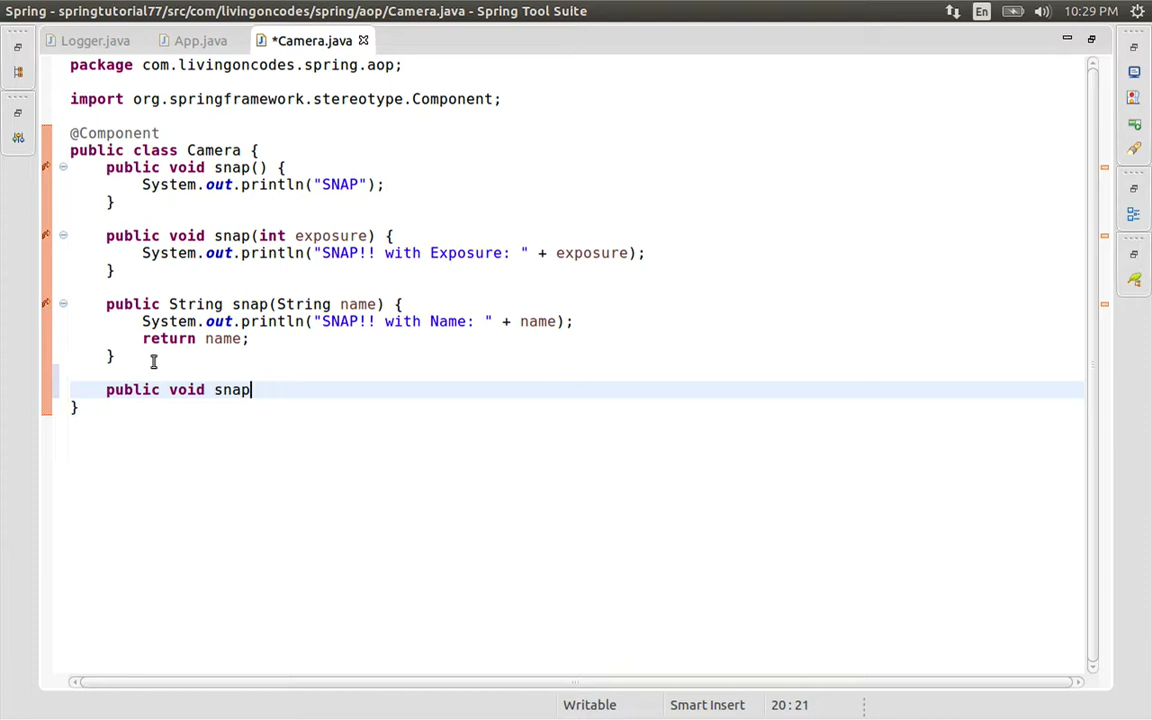 Spring - springtutorial77/src/com/livingoncodes/spring/aop/Camera.java - Spring Tool Suite
En
10:29 PM
Logger.java
App.java
*Camera.java
package com.livingoncodes.spring.aop;
import org.springframework.stereotype.Component;
@Component
public class Camera {
public void snap() {
System.out.println("SNAP");
}
public void snap(int exposure) {
System.out.println("SNAP!! with Exposure: " + exposure);
}
public String snap(String name) {
System.out.println("SNAP!! with Name: " + name);
return name;
}
public void snap
}
Writable
Smart Insert
20 : 21